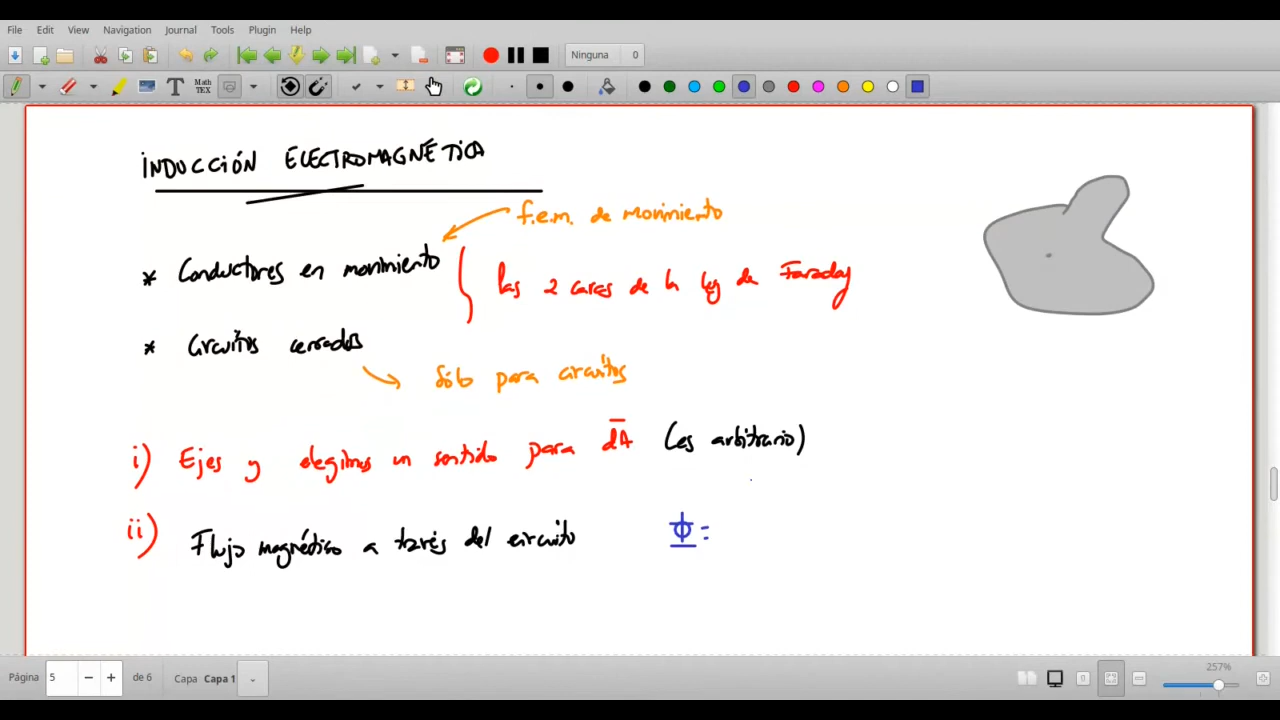 File Edit View Navigation Journal Tools Plugin Help
Ninguna 0
T Math TEX
INDUCCIÓN ELECTROMAGNÉTICA
f.e.m. de movimiento
* Conductores en movimiento
las 2 caras de la ley de Faraday
* Circuitos cerrados
Sólo para circuitos
i) Ejes y elegimos un sentido para dA (es arbitrario)
ii) Flujo magnético a través del circuito Φ=
Página 5 de 6 Capa Capa 1 257%